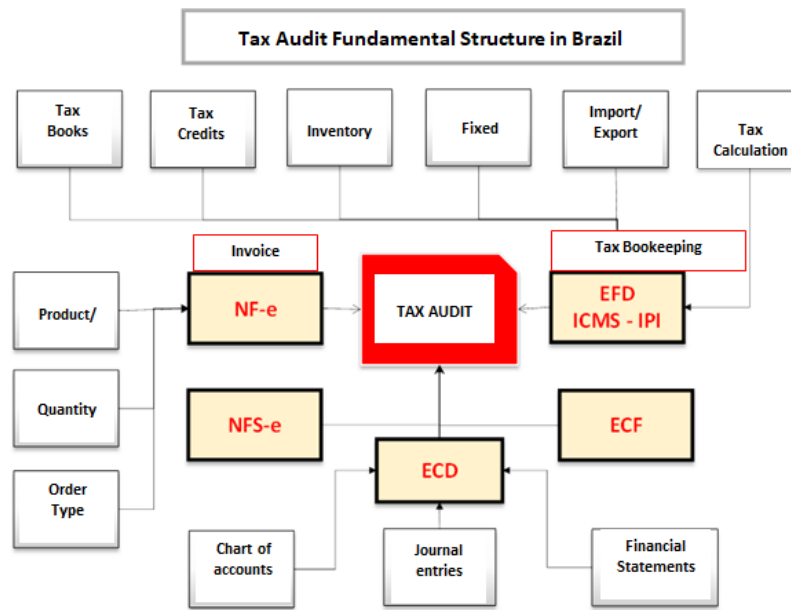 Tax Audit Fundamental Structure in Brazil
Tax
Books
Tax
Credits
Inventory
Fixed
Import/
Export
Tax
Calculation
Invoice
Tax Bookeeping
NF-e
TAX AUDIT
EFD
ICMS - IPI
Product/
Quantity
Order
Type
NFS-e
ECF
ECD
Chart of
accounts
Journal
entries
Financial
Statements